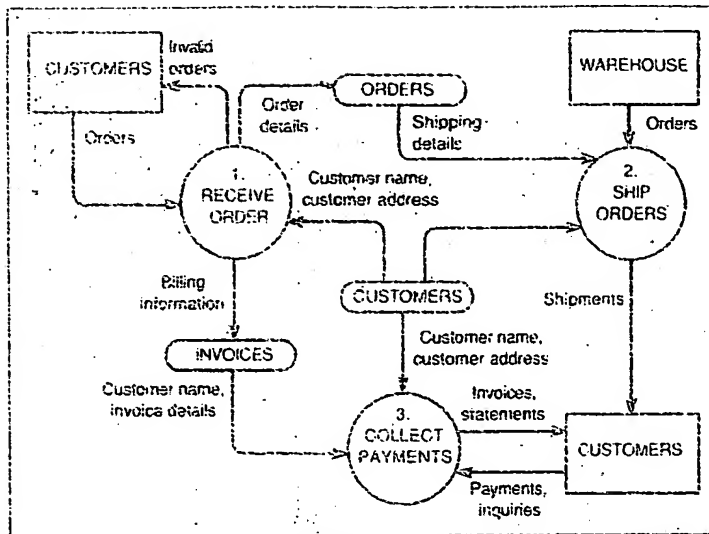 CUSTOMERS
Invalid
orders
Orders
Order
details
ORDERS
Shipping
details
WAREHOUSE
Orders
1.
RECEIVE
ORDER
Customer name,
customer address
2.
SHIP
ORDERS
Billing
information
CUSTOMERS
Shipments
INVOICES
Customer name,
invoica details
Customer name,
customer address
3.
COLLECT
PAYMENTS
Invoices,
statements
CUSTOMERS
Payments,
inquiries